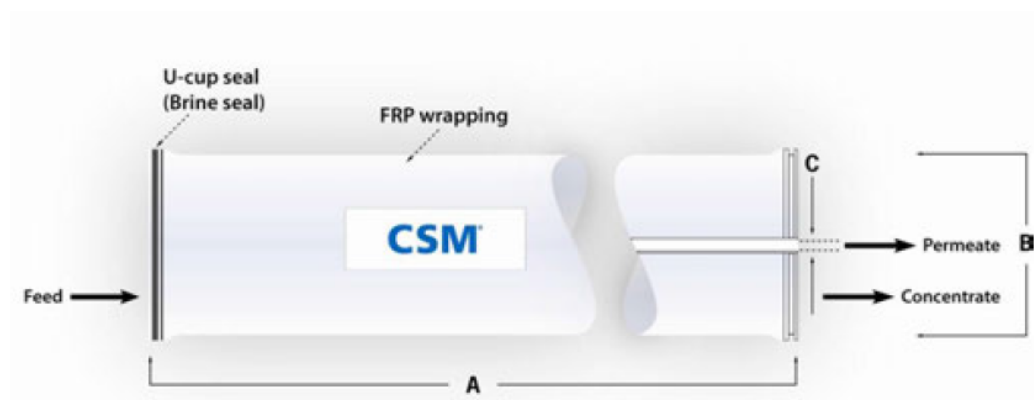 U-cup seal
(Brine seal)
FRP wrapping
C
CSM
Permeate
B
Feed
Concentrate
A